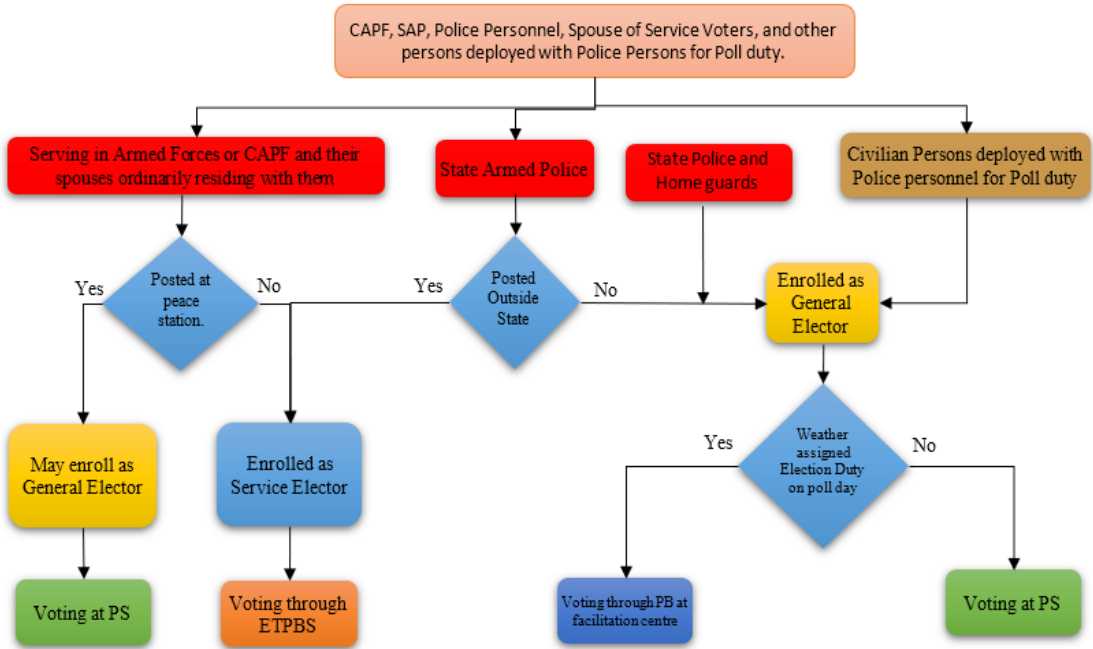 CAPF, SAP, Police Personnel, Spouse of Service Voters, and other
persons deployed with Police Persons for Poll duty.
Serving in Armed Forces or CAPF and their
spouses ordinarily residing with them
State Armed Police
State Police and
Home guards
Civilian Persons deployed with
Police personnel for Poll duty
Posted at
peace
station.
Yes
No
Posted
Outside
State
Yes
No
Enrolled as
General
Elector
May enroll as
General Elector
Enrolled as
Service Elector
Weather
assigned
Election Duty
on poll day
Yes
No
Voting at PS
Voting through
ETPBS
Voting through PB at
facilitation centre
Voting at PS